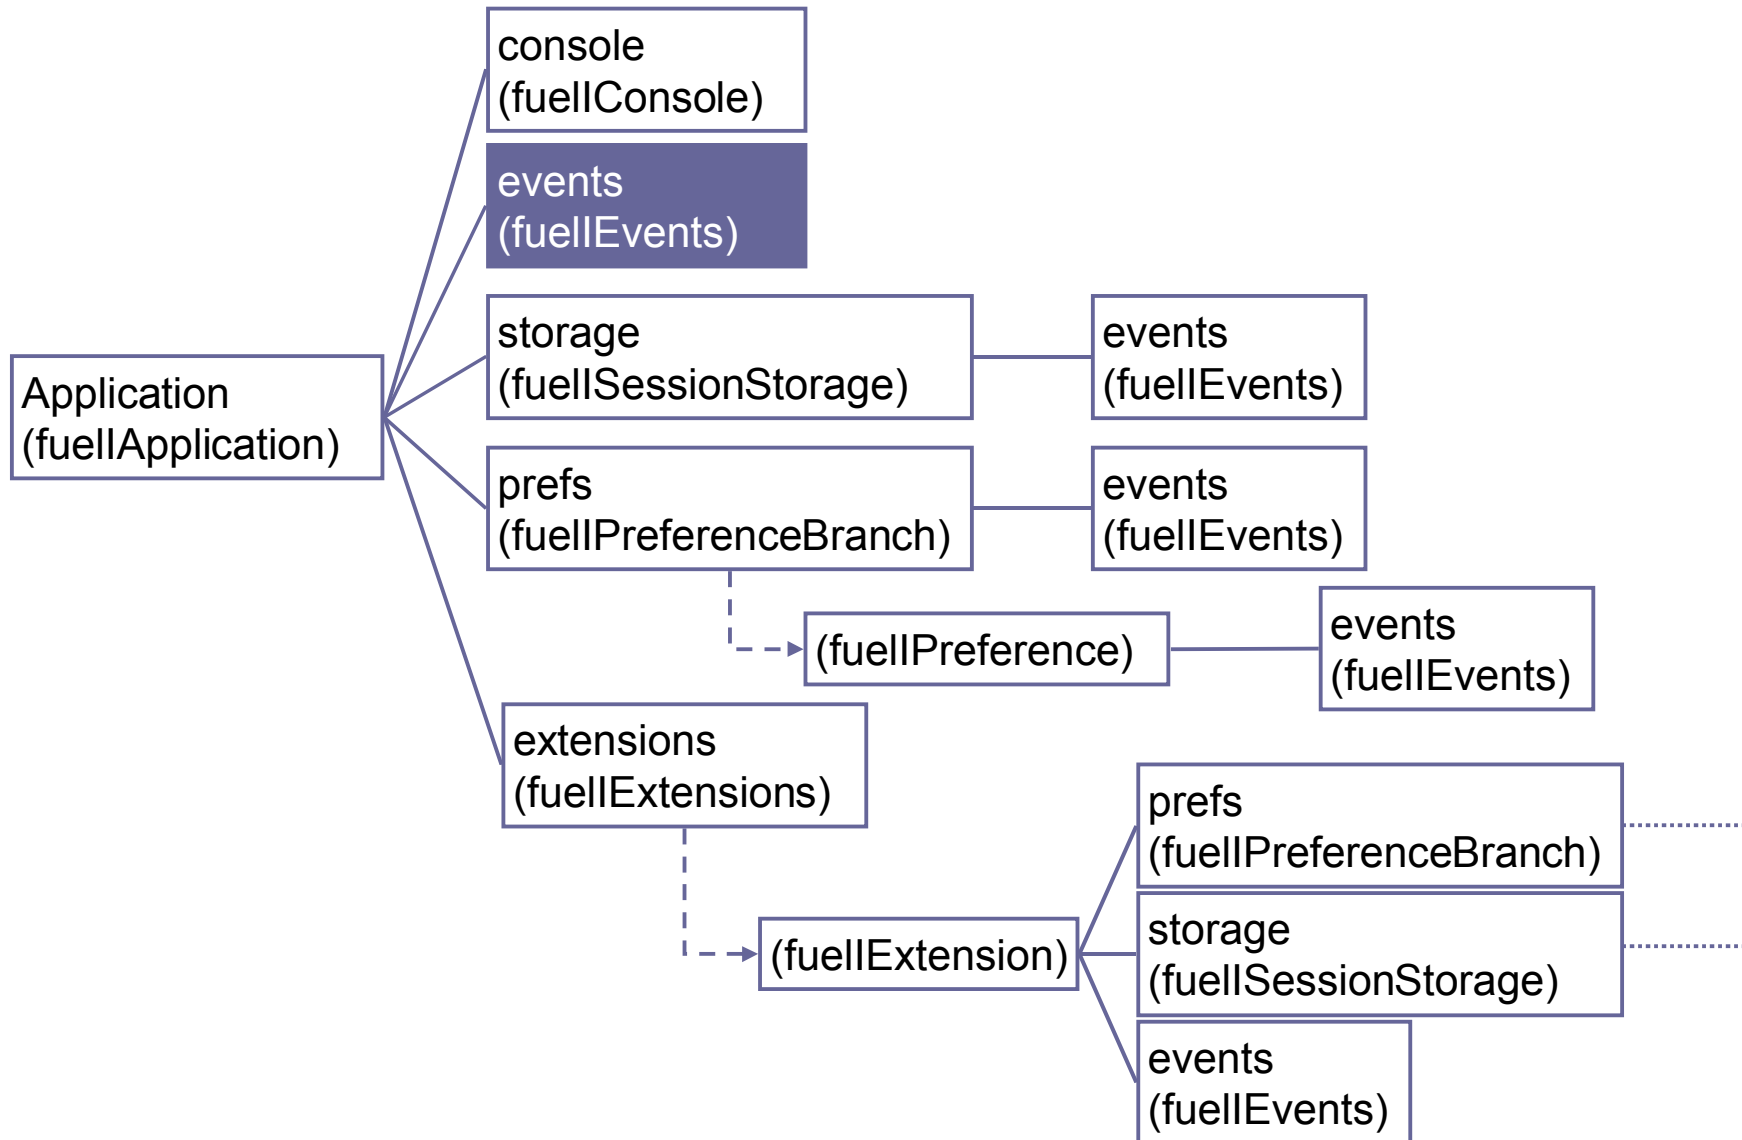 console
(fuelIConsole)
events
(fuelIEvents)
storage
(fuelISessionStorage)
events
(fuelIEvents)
Application
(fuelIApplication)
prefs
(fuelIPreferenceBranch)
events
(fuelIEvents)
(fuelIPreference)
events
(fuelIEvents)
extensions
(fuelIExtensions)
prefs
(fuelIPreferenceBranch)
(fuelIExtension)
storage
(fuelISessionStorage)
events
(fuelIEvents)